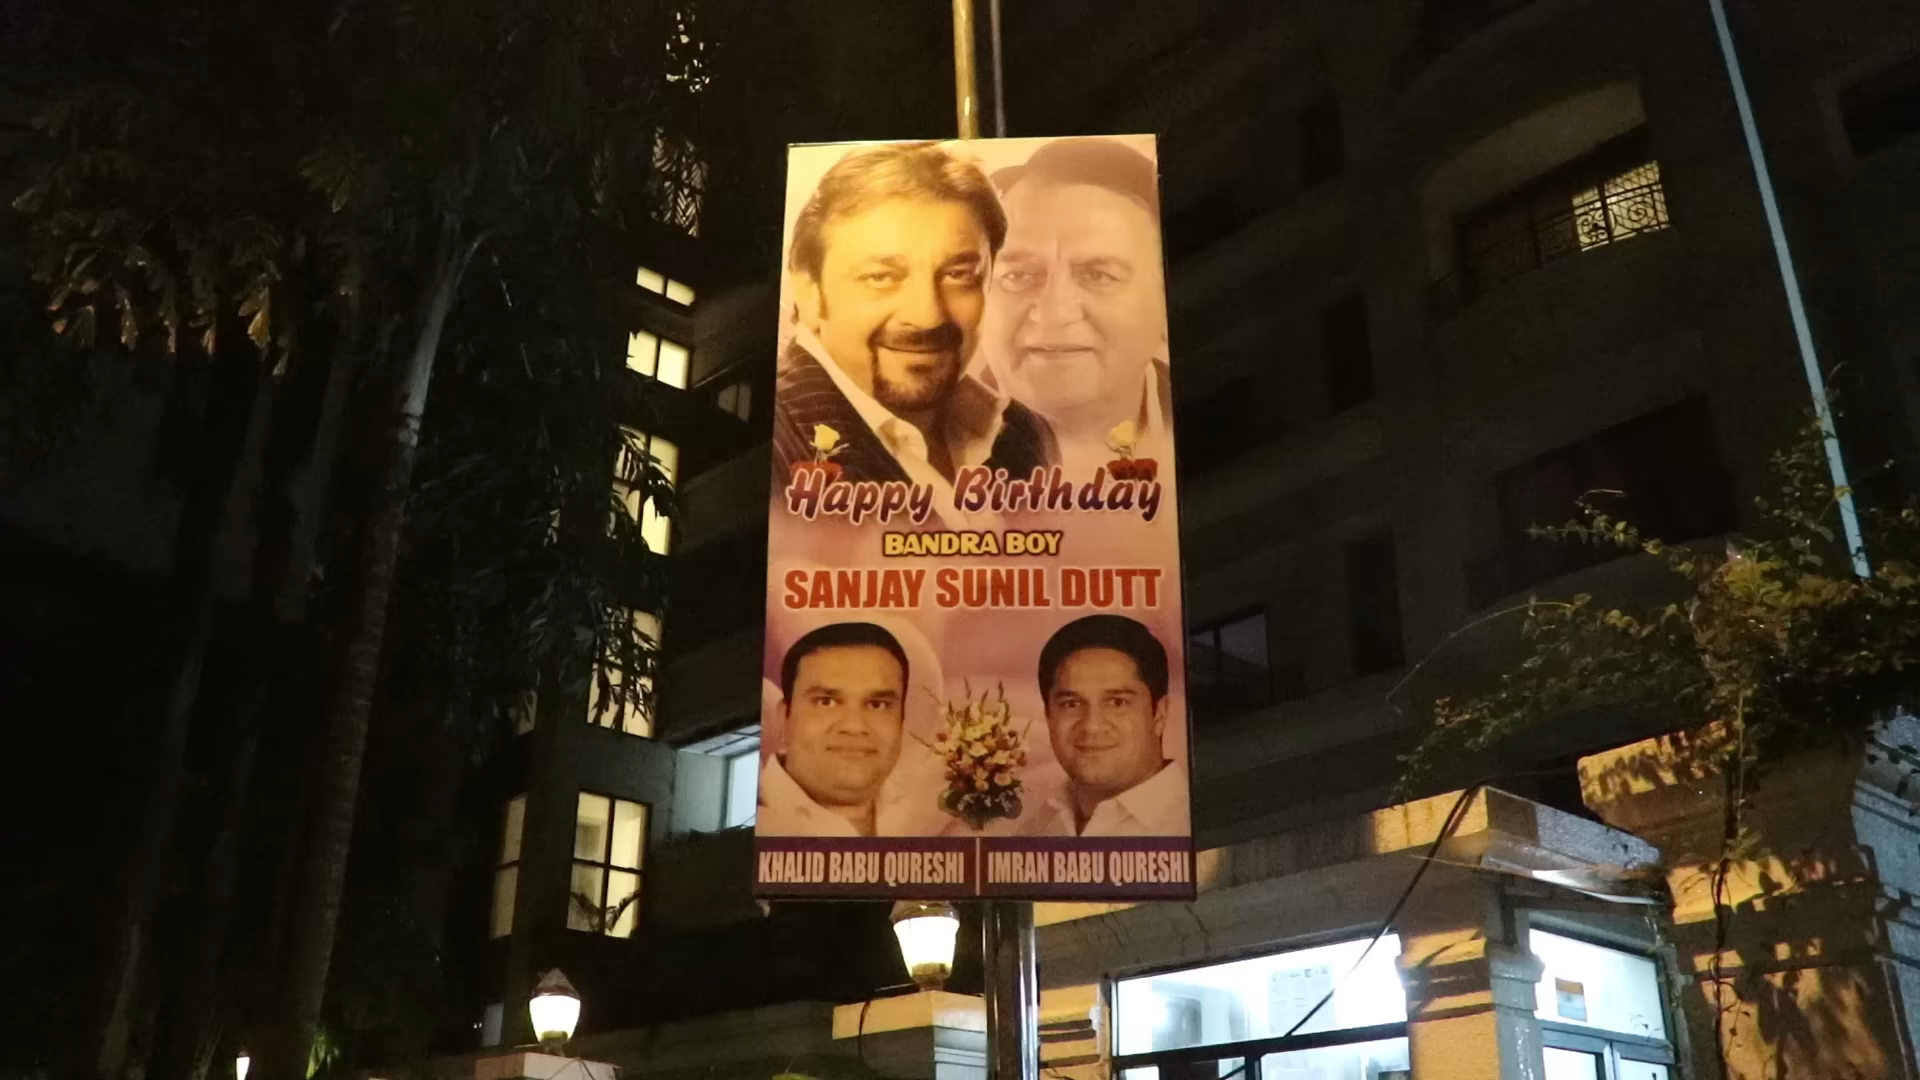 Happy Birthday
BANDRA BOY
SANJAY SUNIL DUTT
KHALID BABU QURESHI
IMRAN BABU QURESHI